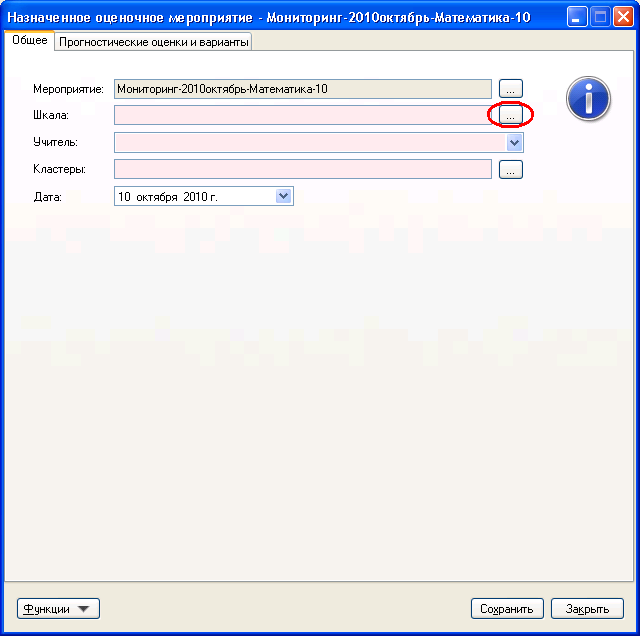 Назначенное оценочное мероприятие - Мониторинг-2010октябрь-Математика-10
Общее Прогностические оценки и варианты
Мероприятие: Мониторинг-2010октябрь-Математика-10 ...
Шкала: ...
Учитель:
Кластеры: ...
Дата: 10 октября 2010 г.
Функции Сохранить Закрыть